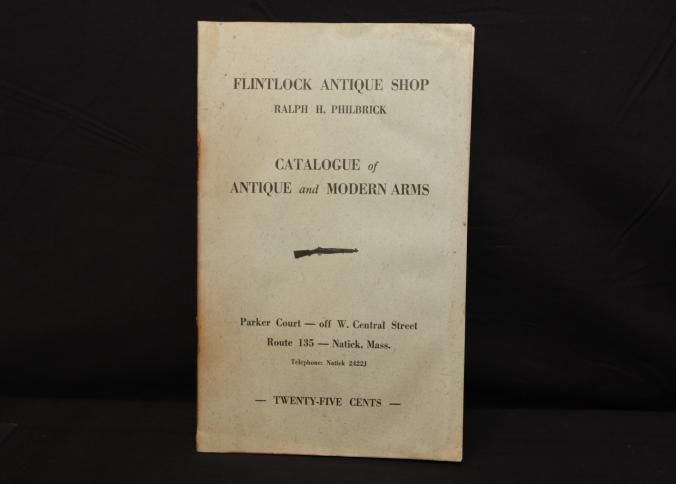 FLINTLOCK ANTIQUE SHOP
RALPH H. PHILBRICK
CATALOGUE of
ANTIQUE and MODERN ARMS
Parker Court — off W. Central Street
Route 135 — Natick, Mass.
Telephone: Natick 2422J
— TWENTY-FIVE CENTS —